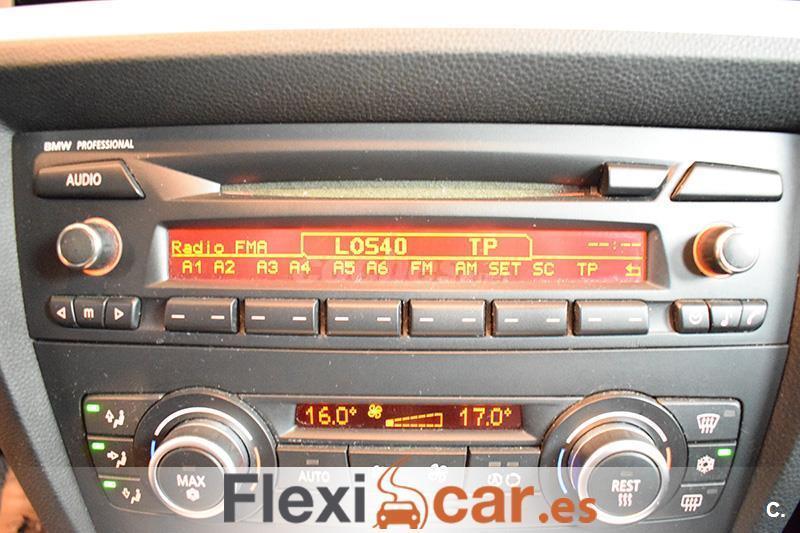 BMW PROFESSIONAL
AUDIO
Radio FMA LOS40 TP --:--
A1 A2 A3 A4 A5 A6 FM AM SET SC TP
m
16.0° 17.0°
MAX AUTO REST
Flexicar.es
C.